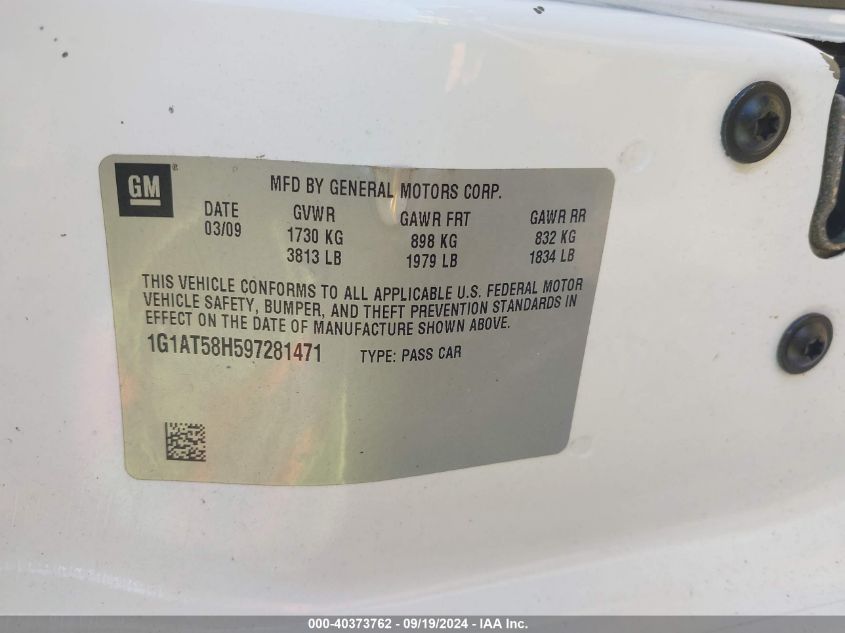 GM ®
MFD BY GENERAL MOTORS CORP.
DATE GVWR GAWR FRT GAWR RR
03/09 1730 KG 898 KG 832 KG
3813 LB 1979 LB 1834 LB
THIS VEHICLE CONFORMS TO ALL APPLICABLE U.S. FEDERAL MOTOR
VEHICLE SAFETY, BUMPER, AND THEFT PREVENTION STANDARDS IN
EFFECT ON THE DATE OF MANUFACTURE SHOWN ABOVE.
1G1AT58H597281471 TYPE: PASS CAR
000-40373762 - 09/19/2024 - IAA Inc.